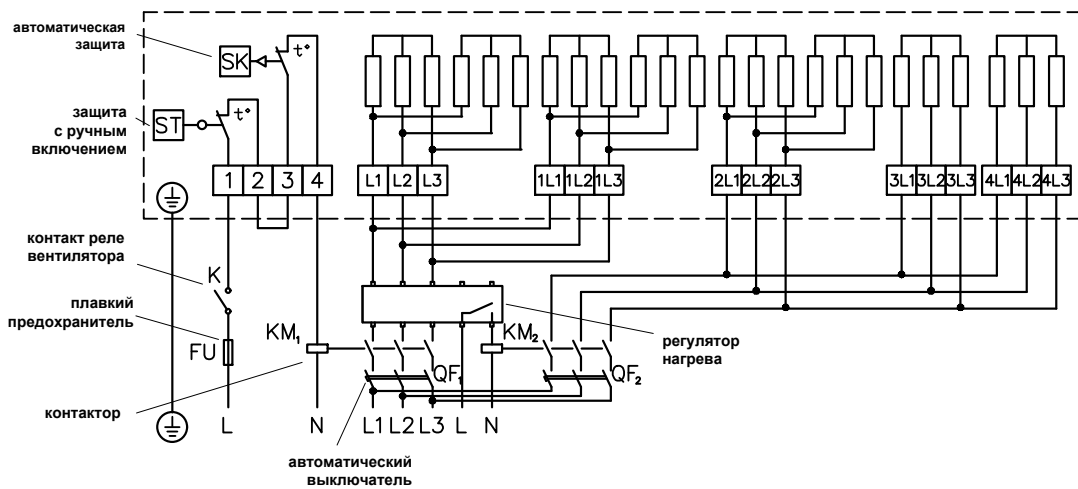 автоматическая
защита
SK
t°
защита
с ручным
включением
ST
t°
1 2 3 4 L1 L2 L3 1L1 1L2 1L3 2L1 2L2 2L3 3L1 3L2 3L3 4L1 4L2 4L3
контакт реле
вентилятора
K
плавкий
предохранитель
FU
KM1
KM2
регулятор
нагрева
QF1
QF2
контактор
L N L1 L2 L3 L N
автоматический
выключатель